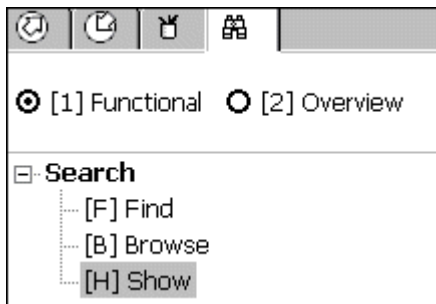 [1] Functional [2] Overview
Search
[F] Find
[B] Browse
[H] Show